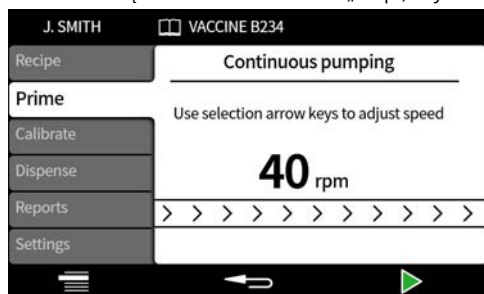 J. SMITH
VACCINE B234
Recipe
Prime
Calibrate
Dispense
Reports
Settings
Continuous pumping
Use selection arrow keys to adjust speed
40 rpm
> > > > > > > > > > >